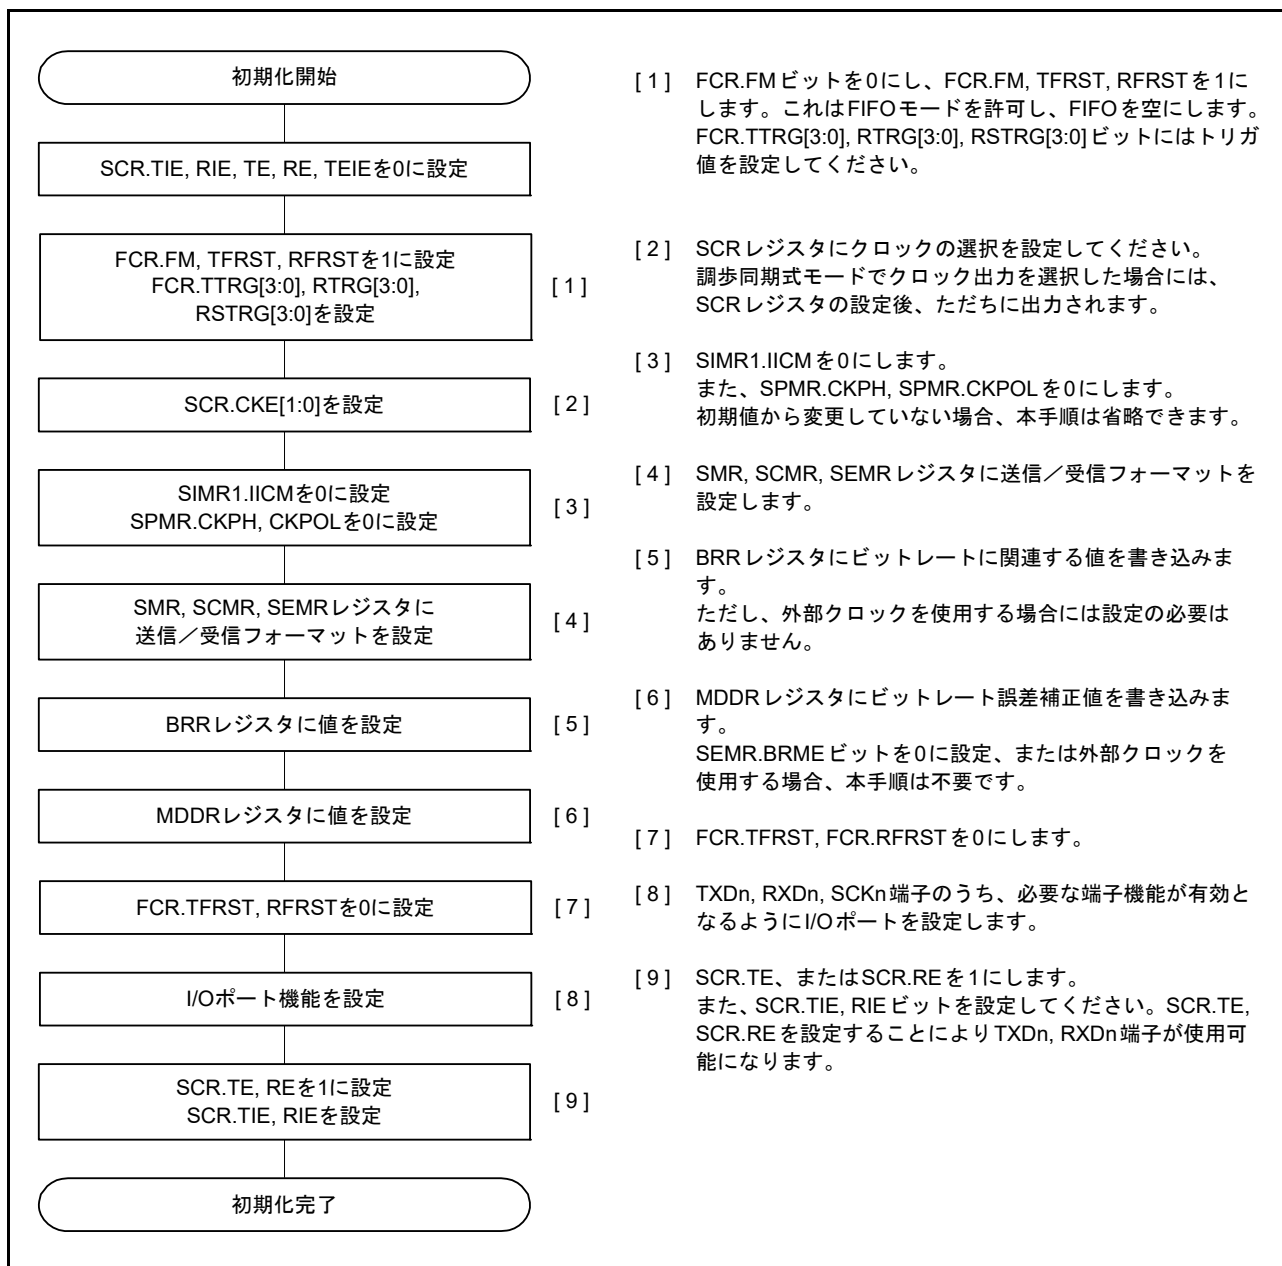 初期化開始
SCR.TIE, RIE, TE, RE, TEIEを0に設定
FCR.FM, TFRST, RFRSTを1に設定
FCR.TTRG[3:0], RTRG[3:0],
RSTRG[3:0]を設定
[ 1 ]
SCR.CKE[1:0]を設定
[ 2 ]
SIMR1.IICMを0に設定
SPMR.CKPH, CKPOLを0に設定
[ 3 ]
SMR, SCMR, SEMRレジスタに
送信／受信フォーマットを設定
[ 4 ]
BRRレジスタに値を設定
[ 5 ]
MDDRレジスタに値を設定
[ 6 ]
FCR.TFRST, RFRSTを0に設定
[ 7 ]
I/Oポート機能を設定
[ 8 ]
SCR.TE, REを1に設定
SCR.TIE, RIEを設定
[ 9 ]
初期化完了
[ 1 ] FCR.FMビットを0にし、FCR.FM, TFRST, RFRSTを1に
します。これはFIFOモードを許可し、FIFOを空にします。
FCR.TTRG[3:0], RTRG[3:0], RSTRG[3:0]ビットにはトリガ
値を設定してください。
[ 2 ] SCRレジスタにクロックの選択を設定してください。
調歩同期式モードでクロック出力を選択した場合には、
SCRレジスタの設定後、ただちに出力されます。
[ 3 ] SIMR1.IICMを0にします。
また、SPMR.CKPH, SPMR.CKPOLを0にします。
初期値から変更していない場合、本手順は省略できます。
[ 4 ] SMR, SCMR, SEMRレジスタに送信／受信フォーマットを
設定します。
[ 5 ] BRRレジスタにビットレートに関連する値を書き込みま
す。
ただし、外部クロックを使用する場合には設定の必要は
ありません。
[ 6 ] MDDRレジスタにビットレート誤差補正値を書き込みま
す。
SEMR.BRMEビットを0に設定、または外部クロックを
使用する場合、本手順は不要です。
[ 7 ] FCR.TFRST, FCR.RFRSTを0にします。
[ 8 ] TXDn, RXDn, SCKn端子のうち、必要な端子機能が有効と
なるようにI/Oポートを設定します。
[ 9 ] SCR.TE、またはSCR.REを1にします。
また、SCR.TIE, RIEビットを設定してください。SCR.TE,
SCR.REを設定することによりTXDn, RXDn端子が使用可
能になります。